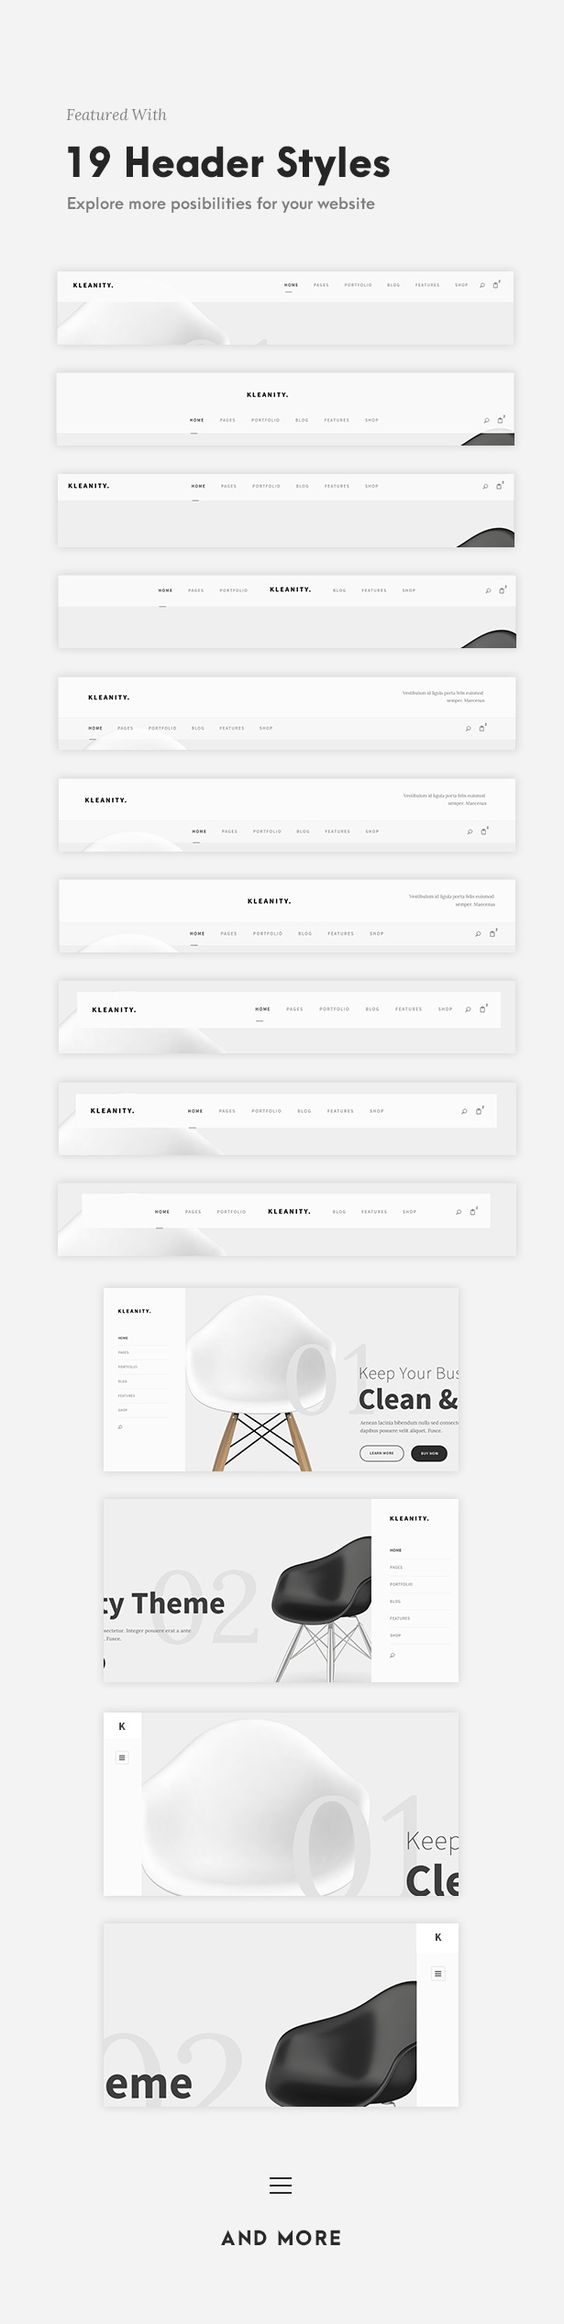 Featured With
19 Header Styles
Explore more posibilities for your website
KLEANITY. HOME PAGES PORTFOLIO BLOG FEATURES SHOP
01
KLEANITY.
HOME PAGES PORTFOLIO BLOG FEATURES SHOP
KLEANITY. HOME PAGES PORTFOLIO BLOG FEATURES SHOP
HOME PAGES PORTFOLIO KLEANITY. BLOG FEATURES SHOP
KLEANITY. Vestibulum id ligula porta felis euismod
semper. Maecenas
HOME PAGES PORTFOLIO BLOG FEATURES SHOP
KLEANITY. Vestibulum id ligula porta felis euismod
semper. Maecenas
HOME PAGES PORTFOLIO BLOG FEATURES SHOP
KLEANITY. Vestibulum id ligula porta felis euismod
semper. Maecenas
HOME PAGES PORTFOLIO BLOG FEATURES SHOP
KLEANITY. HOME PAGES PORTFOLIO BLOG FEATURES SHOP
KLEANITY. HOME PAGES PORTFOLIO BLOG FEATURES SHOP
HOME PAGES PORTFOLIO KLEANITY. BLOG FEATURES SHOP
KLEANITY.
HOME
PAGES
PORTFOLIO
BLOG
FEATURES
SHOP
01
Keep Your Bus
Clean &
Aenean lacinia bibendum nulla sed consect
dapibus posuere velit aliquet. Fusce.
LEARN MORE BUY NOW
02
ty Theme
sectetur. Integer posuere erat a ante
. Fusce.
KLEANITY.
HOME
PAGES
PORTFOLIO
BLOG
FEATURES
SHOP
K
01
Keep
Cle
K
02
eme
AND MORE